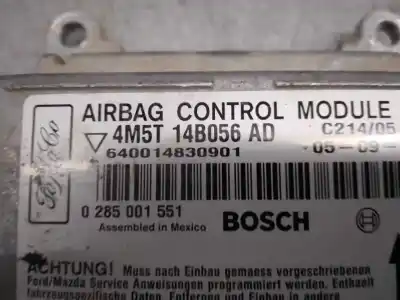 AIRBAG CONTROL MODULE
4M5T 14B056 AD C214/05
640014830901 05-09-
FoMoCo
0 285 001 551 BOSCH
Assembled in Mexico
ACHTUNG! Muss nach Einbau gemaess vorgeschriebenen
Ford/Mazda Service Anweisungen programmiert werden. Enthaelt